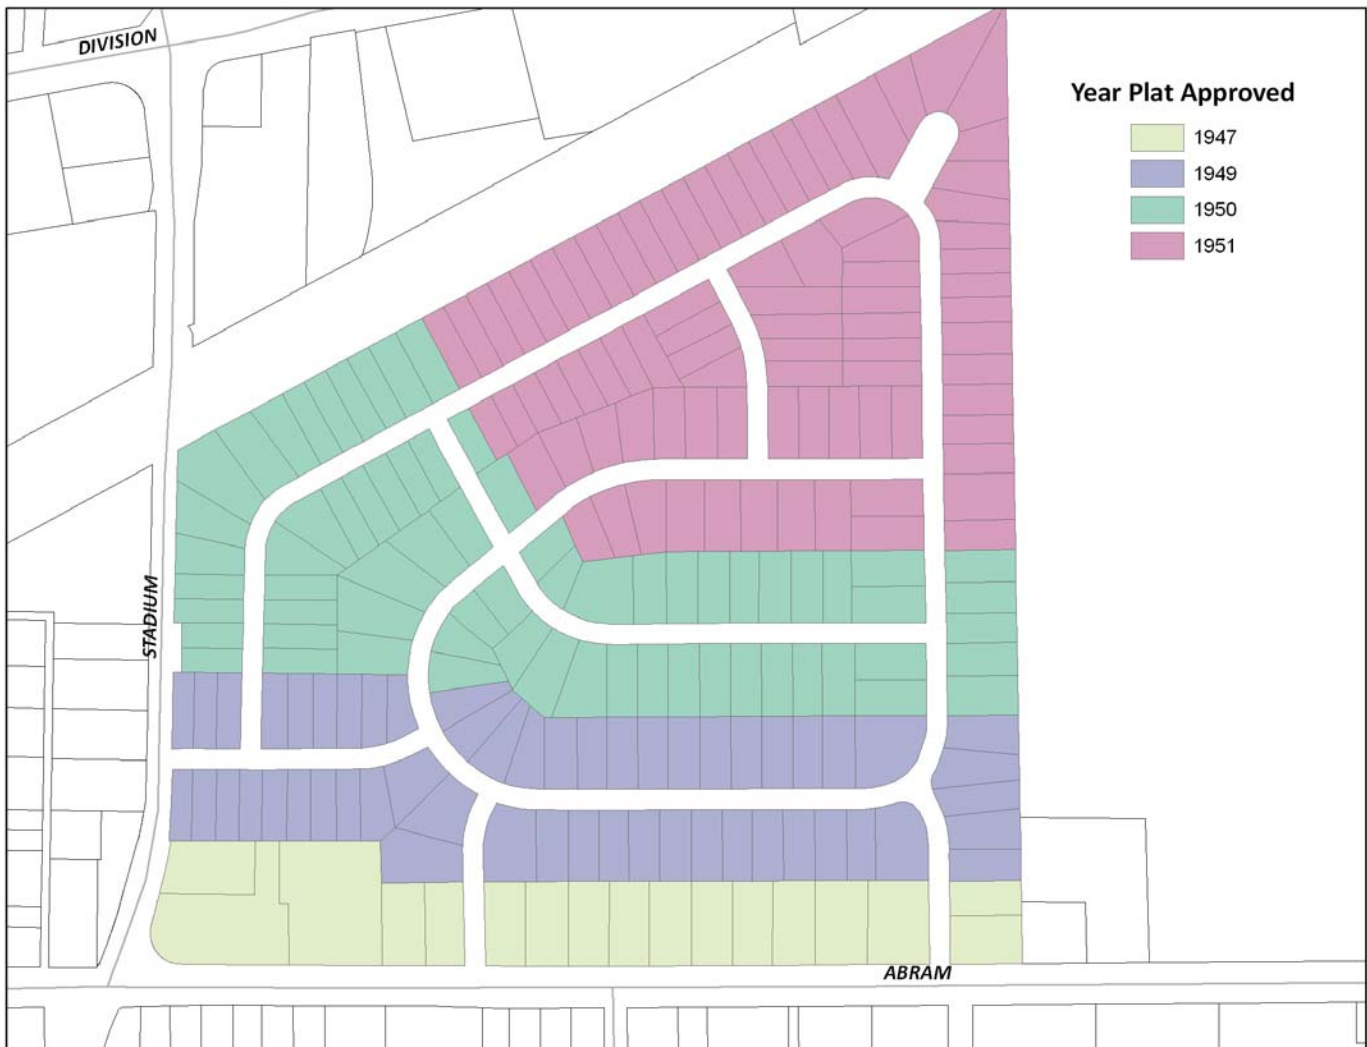 DIVISION
Year Plat Approved
1947
1949
1950
1951
STADIUM
ABRAM